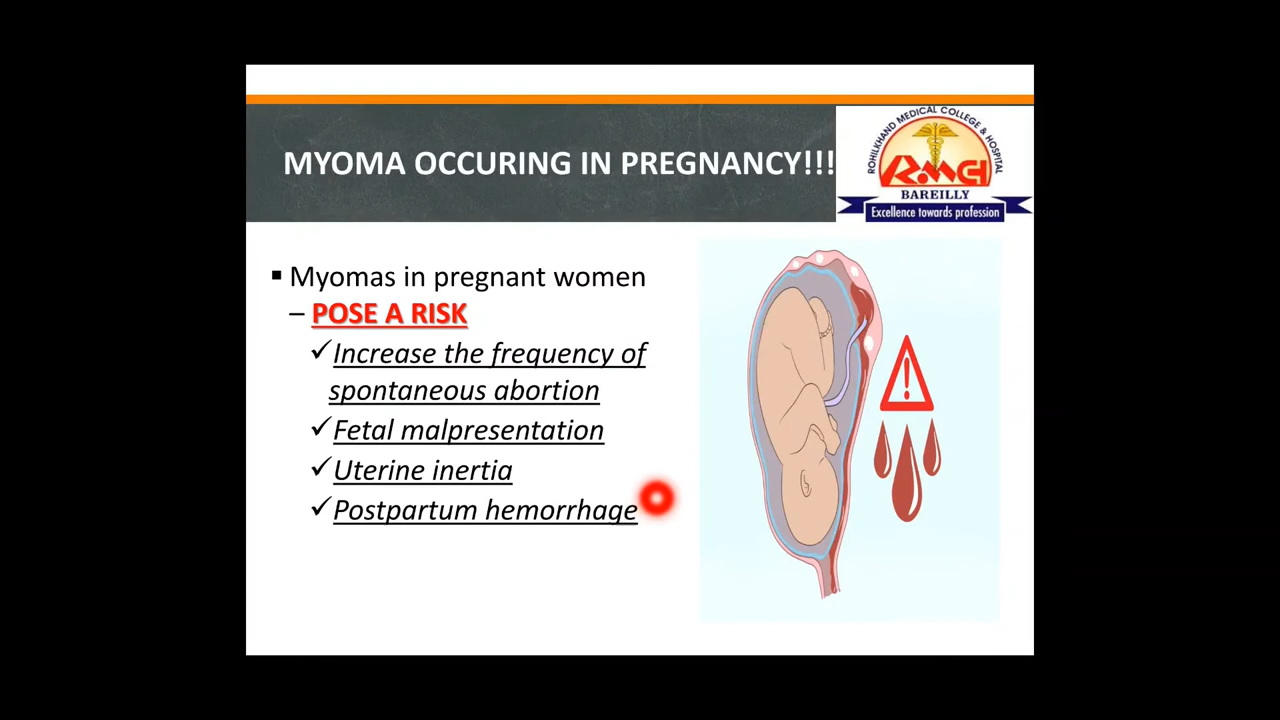 MYOMA OCCURING IN PREGNANCY!!!
ROHILKHAND MEDICAL COLLEGE & HOSPITAL
RMCH
BAREILLY
Excellence towards profession
▪ Myomas in pregnant women
– POSE A RISK
✓Increase the frequency of
spontaneous abortion
✓Fetal malpresentation
✓Uterine inertia
✓Postpartum hemorrhage